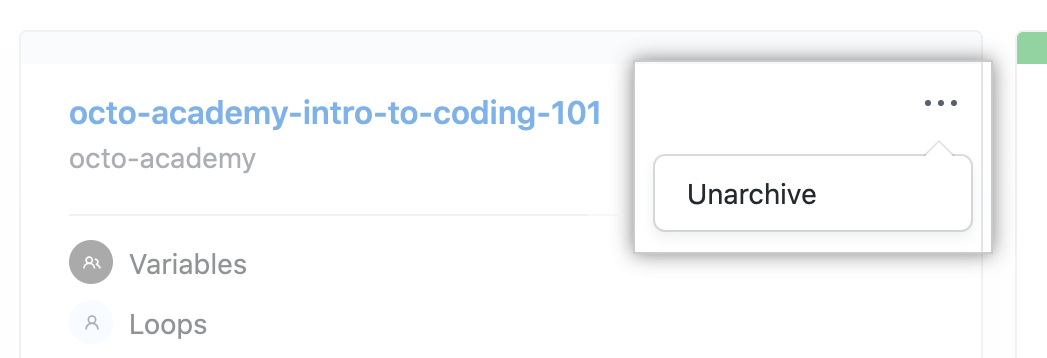 octo-academy-intro-to-coding-101
octo-academy
Unarchive
Variables
Loops